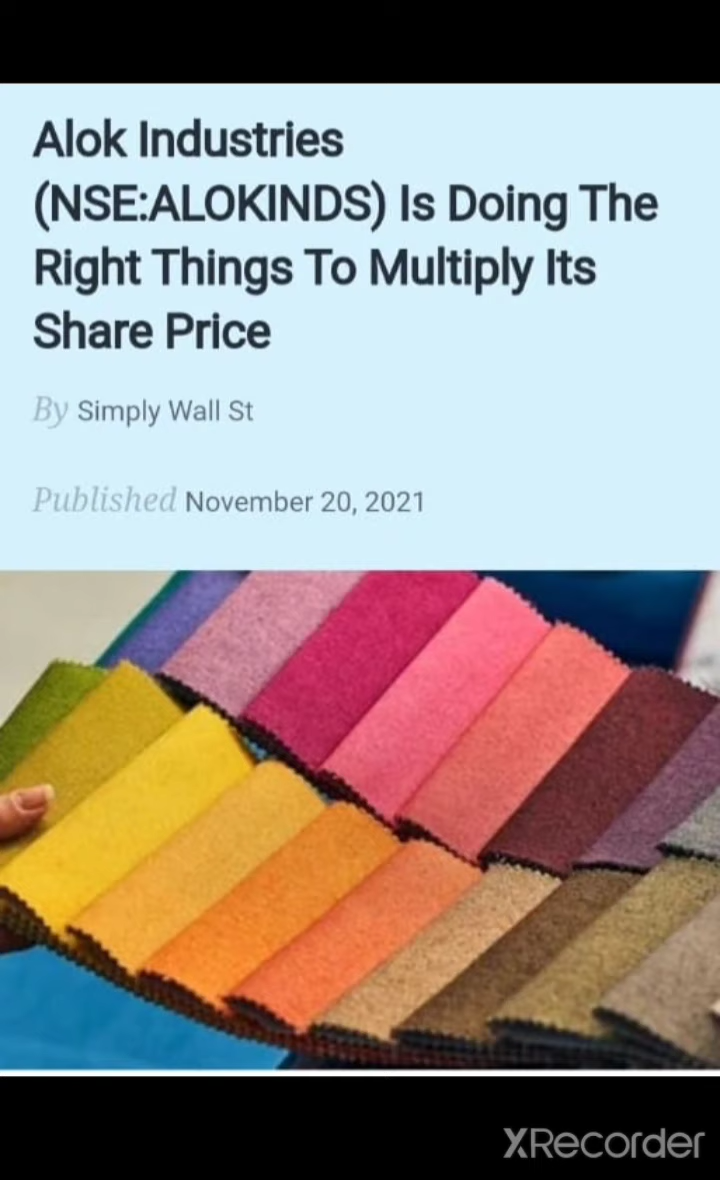 Alok Industries
(NSE:ALOKINDS) Is Doing The
Right Things To Multiply Its
Share Price
By Simply Wall St
Published November 20, 2021
XRecorder